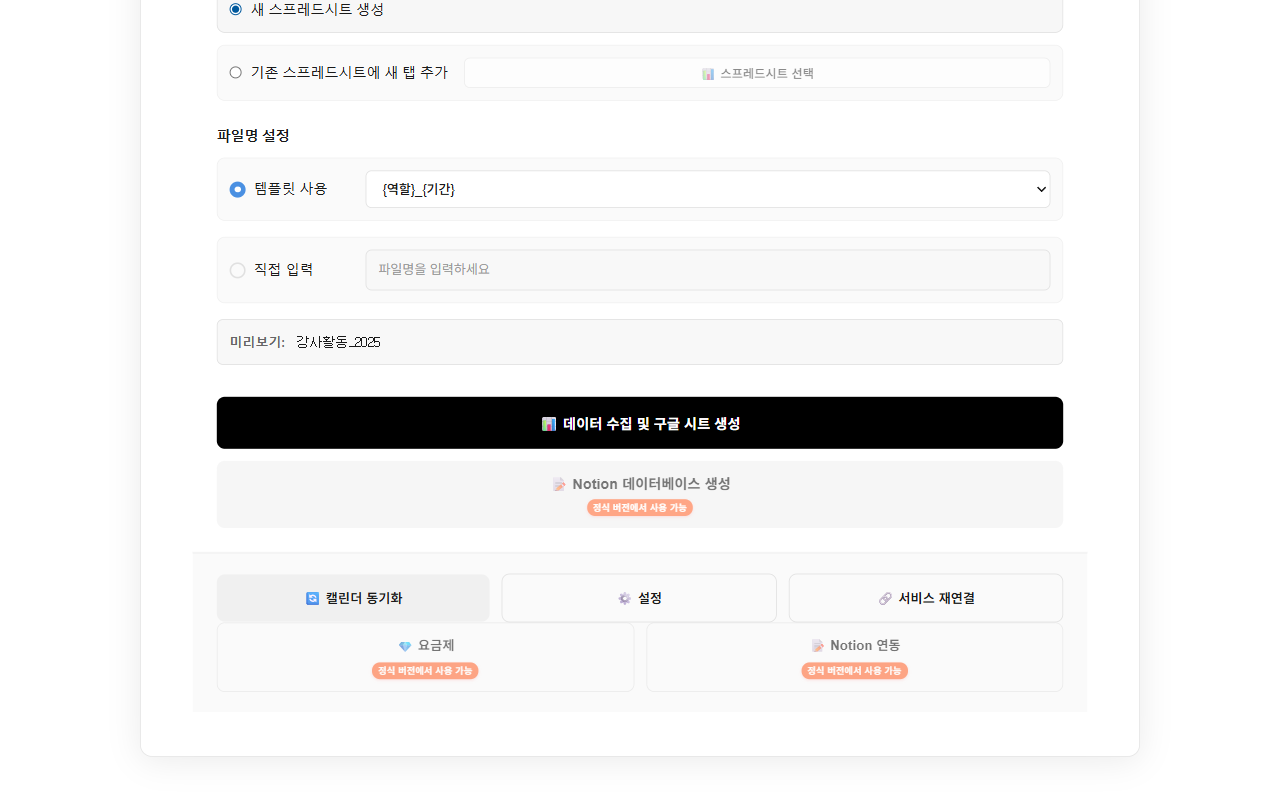 새 스프레드시트 생성
기존 스프레드시트에 새 탭 추가
📊 스프레드시트 선택
파일명 설정
템플릿 사용
{역할}_{기간}
직접 입력
파일명을 입력하세요
미리보기: 강사활동_2025
📊 데이터 수집 및 구글 시트 생성
📝 Notion 데이터베이스 생성
정식 버전에서 사용 가능
🔄 캘린더 동기화
⚙️ 설정
🔗 서비스 재연결
💎 요금제
정식 버전에서 사용 가능
📝 Notion 연동
정식 버전에서 사용 가능